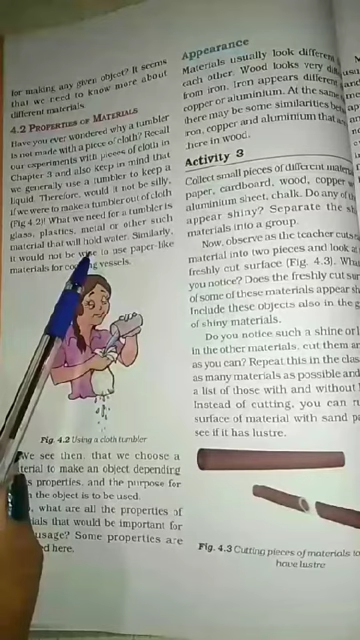 for making any given object? It seems
that we need to know more about
different materials.
4.2 PROPERTIES OF MATERIALS
Have you ever wondered why a tumbler
is not made with a piece of cloth? Recall
our experiments with pieces of cloth in
Chapter 3 and also keep in mind that
we generally use a tumbler to keep a
liquid. Therefore, would it not be silly,
if we were to make a tumbler out of cloth
(Fig 4.2)! What we need for a tumbler is
glass, plastics, metal or other such
material that will hold water. Similarly,
it would not be wise to use paper-like
materials for cooking vessels.
Fig. 4.2 Using a cloth tumbler
We see then, that we choose a
terial to make an object depending
s properties, and the purpose for
the object is to be used.
, what are all the properties of
ials that would be important for
usage? Some properties are
ed here.
Appearance
Materials usually look different
each other. Wood looks very
from iron. Iron appears different
copper or aluminium. At the same
there may be some similarities
iron, copper and aluminium that
there in wood.
Activity 3
Collect small pieces of different
paper, cardboard, wood, copper
aluminium sheet, chalk. Do any of
appear shiny? Separate the
materials into a group.
Now, observe as the teacher cuts
material into two pieces and look at
freshly cut surface (Fig. 4.3). What
you notice? Does the freshly cut
of some of these materials appear
Include these objects also in the
of shiny materials.
Do you notice such a shine or
in the other materials, cut them
as you can? Repeat this in the class
as many materials as possible and
a list of those with and without
Instead of cutting, you can
surface of material with sand
see if it has lustre.
Fig. 4.3 Cutting pieces of materials
have lustre